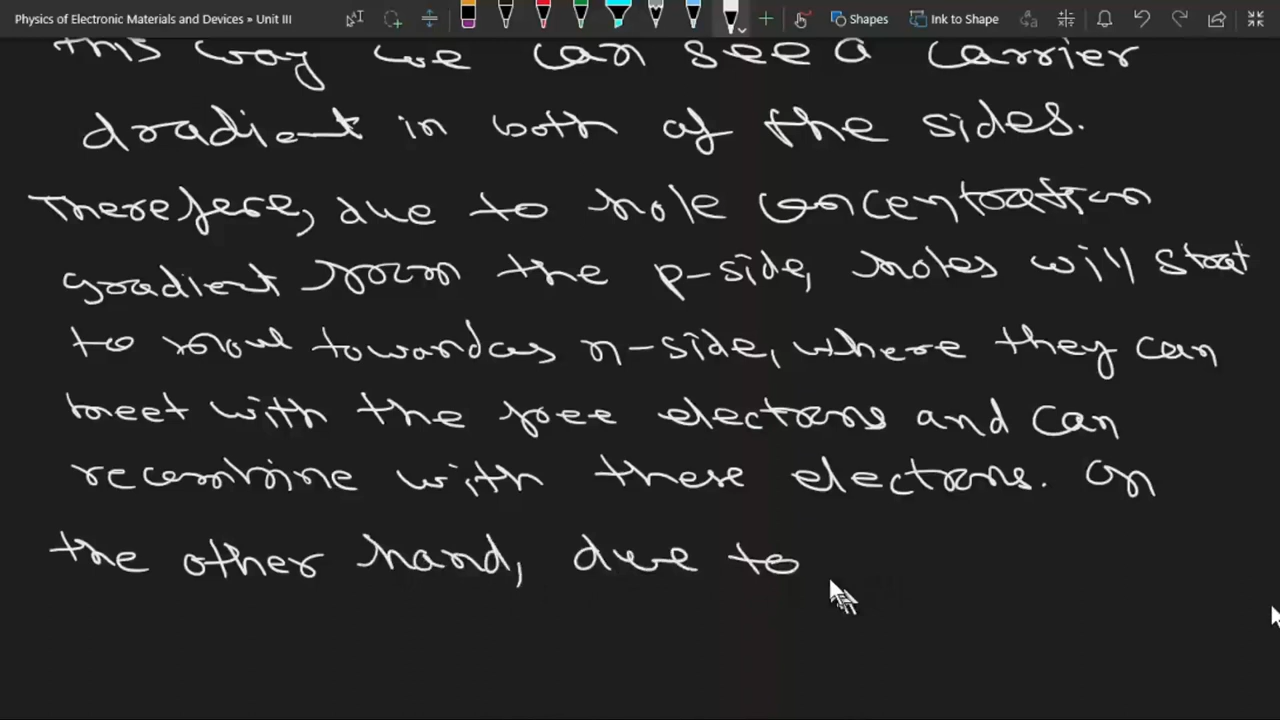 Physics of Electronic Materials and Devices » Unit III
Shapes
Ink to Shape
this way we can see a carrier
dradient in both of the sides.
Therefore, due to hole concentration
gradient from the p-side, holes will start
to move towards n-side, where they can
meet with the free electrons and can
recombine with these electrons. On
the other hand, due to